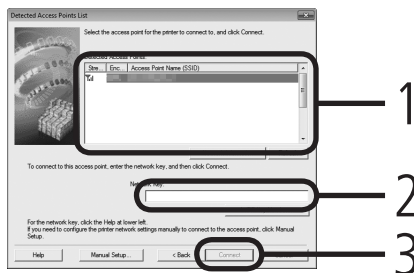 Detected Access Points List
Select the access point for the printer to connect to, and click Connect.
Detected Access Points:
Stre... Enc... Access Point Name (SSID)
1
To connect to this access point, enter the network key, and then click Connect.
Network Key:
2
For the network key, click the Help at lower left.
If you need to configure the printer network settings manually to connect to the access point, click Manual Setup.
Help Manual Setup... < Back Connect
3